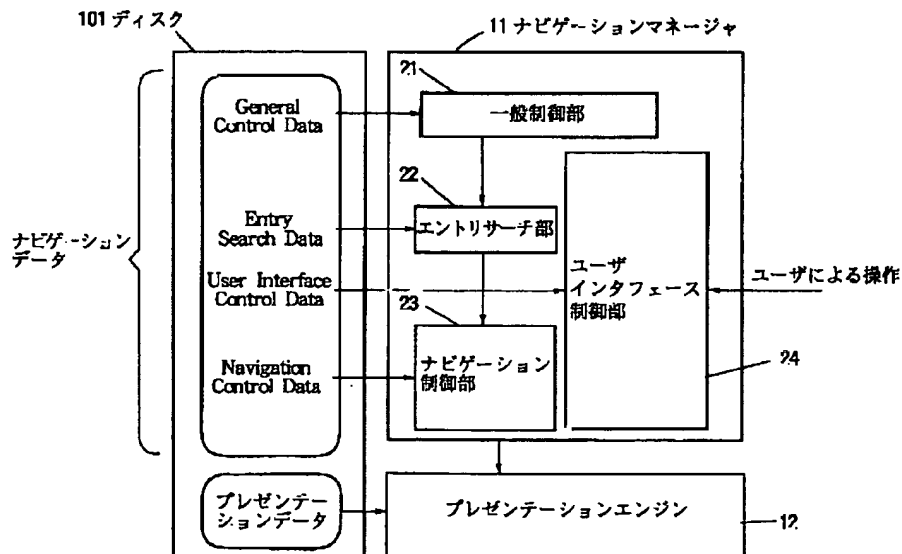 101 ディスク
11 ナビゲーションマネージャ
ナビゲーション
データ
General
Control Data
Entry
Search Data
User Interface
Control Data
Navigation
Control Data
プレゼンテー
ションデータ
21
一般制御部
22
エントリサーチ部
23
ナビゲーション
制御部
ユーザ
インタフェース
制御部
24
ユーザによる操作
プレゼンテーションエンジン
12